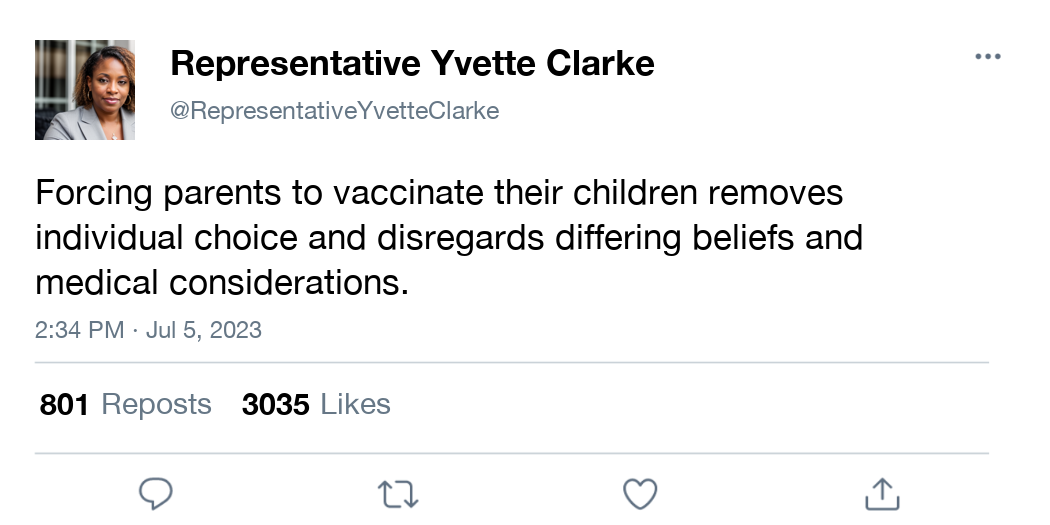 Representative Yvette Clarke
@RepresentativeYvetteClarke
Forcing parents to vaccinate their children removes
individual choice and disregards differing beliefs and
medical considerations.
2:34 PM · Jul 5, 2023
801 Reposts 3035 Likes